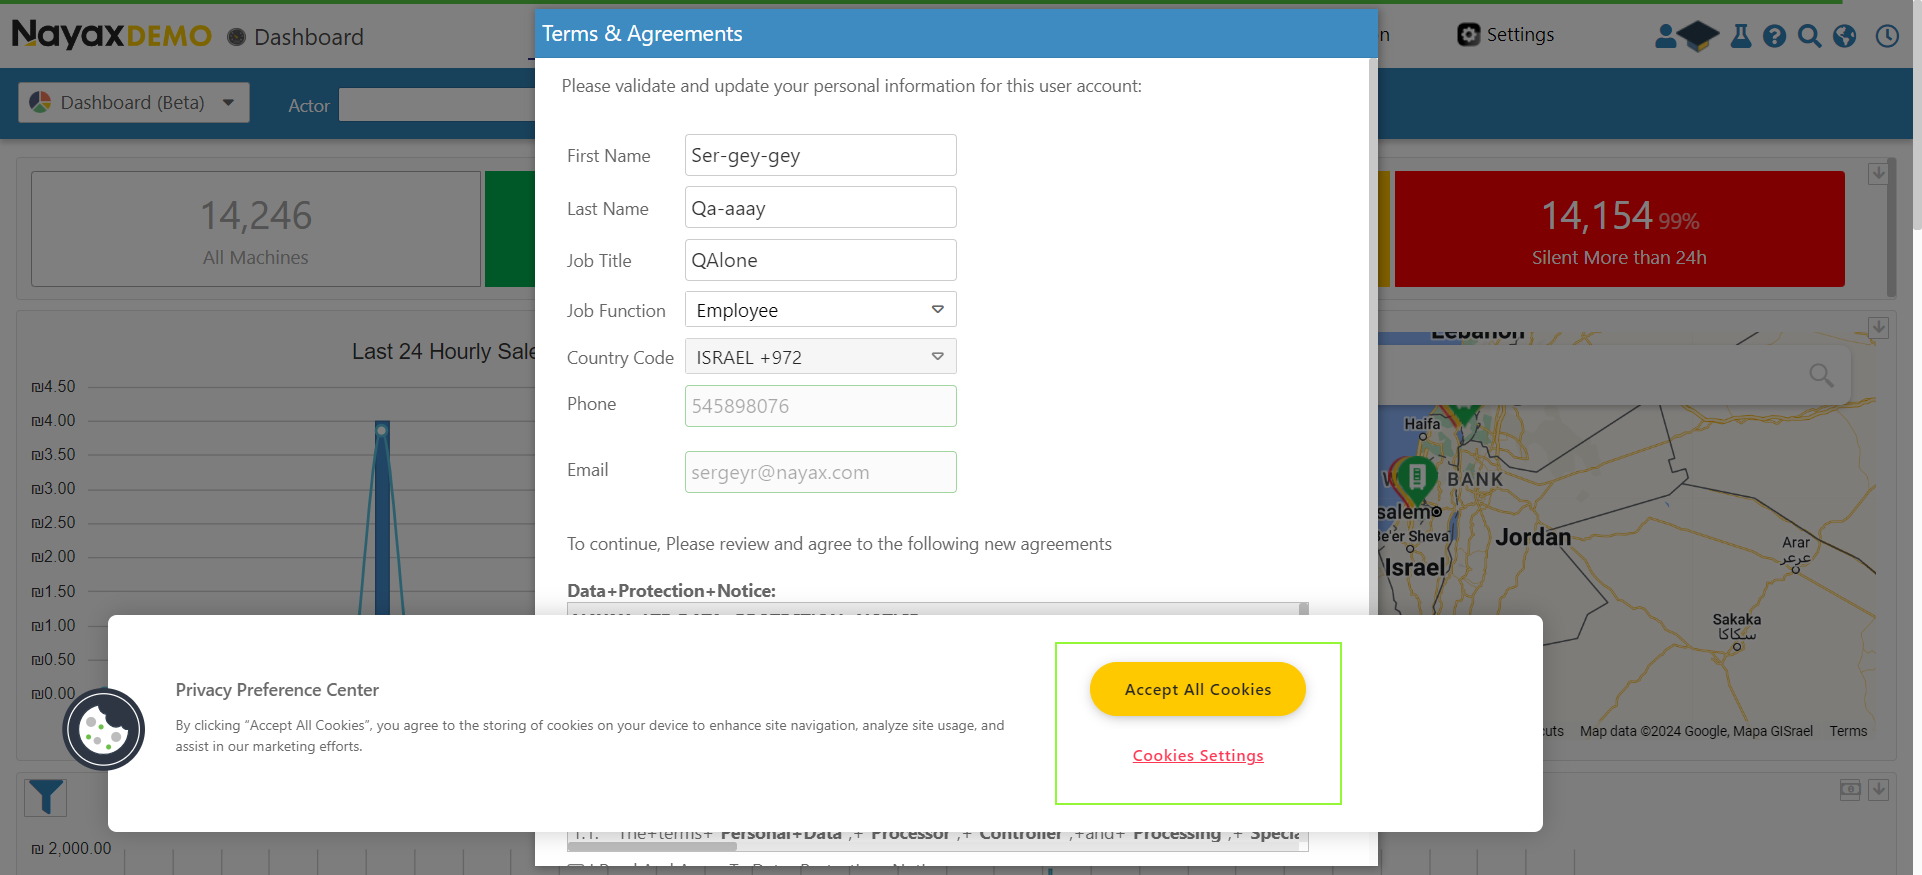 NayaxDEMO Dashboard
Terms & Agreements
Settings
Dashboard (Beta)
Actor
Please validate and update your personal information for this user account:
First Name Ser-gey-gey
Last Name Qa-aaay
Job Title QAlone
Job Function Employee
Country Code ISRAEL +972
Phone 545898076
Email sergeyr@nayax.com
To continue, Please review and agree to the following new agreements
Data+Protection+Notice:
14,246
All Machines
14,154 99%
Silent More than 24h
Last 24 Hourly Sale
₪4.50
₪4.00
₪3.50
₪3.00
₪2.50
₪2.00
₪1.50
₪1.00
₪0.50
₪0.00
Lebanon
Haifa
W BANK
salem
Be'er Sheva
Jordan
Israel
Arar
عرعر
Sakaka
سكاكا
Map data ©2024 Google, Mapa GISrael Terms
Privacy Preference Center
By clicking “Accept All Cookies”, you agree to the storing of cookies on your device to enhance site navigation, analyze site usage, and
assist in our marketing efforts.
Accept All Cookies
Cookies Settings
1.1. The+terms+"Personal+Data",+"Processor",+"Controller",+and+"Processing",+"Specia
₪ 2,000.00